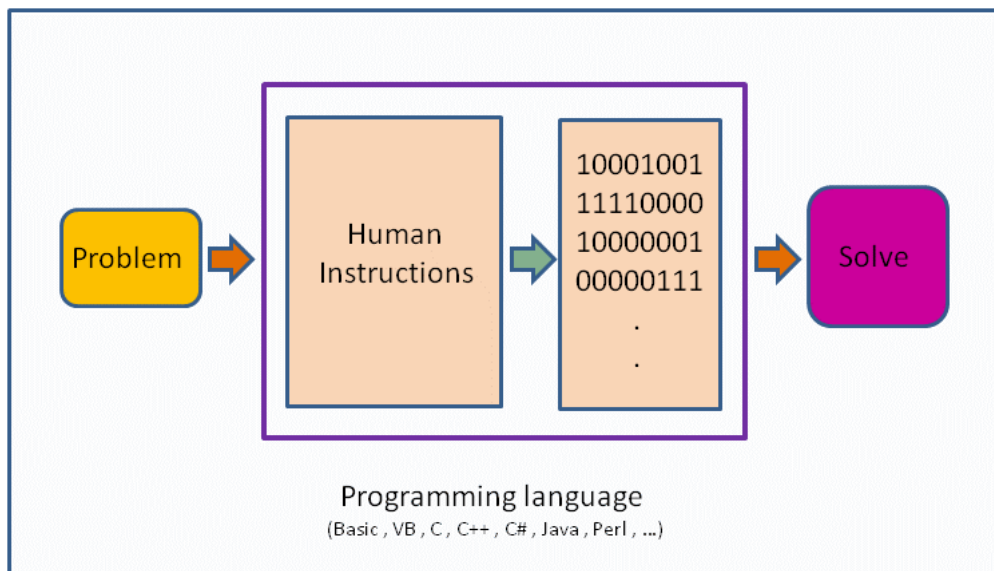 Problem
Human
Instructions
10001001
11110000
10000001
00000111
.
.
Solve
Programming language
(Basic , VB , C , C++ , C# , Java , Perl , ...)